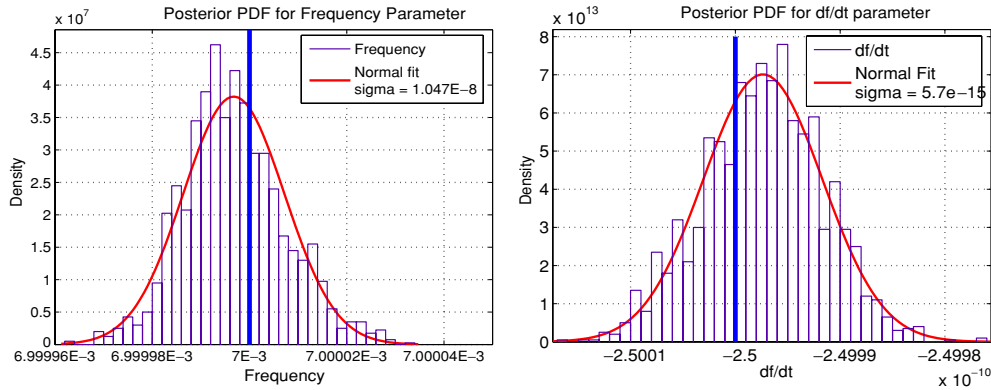 Posterior PDF for Frequency Parameter
x 10^7
4.5
4
3.5
3
2.5
2
1.5
1
0.5
0
Density
Frequency
Normal fit
sigma = 1.047E−8
6.99996E−3 6.99998E−3 7E−3 7.00002E−3 7.00004E−3
Frequency
Posterior PDF for df/dt parameter
x 10^13
8
7
6
5
4
3
2
1
0
Density
df/dt
Normal Fit
sigma = 5.7e−15
−2.5001 −2.5 −2.4999 −2.4998
df/dt
x 10^−10